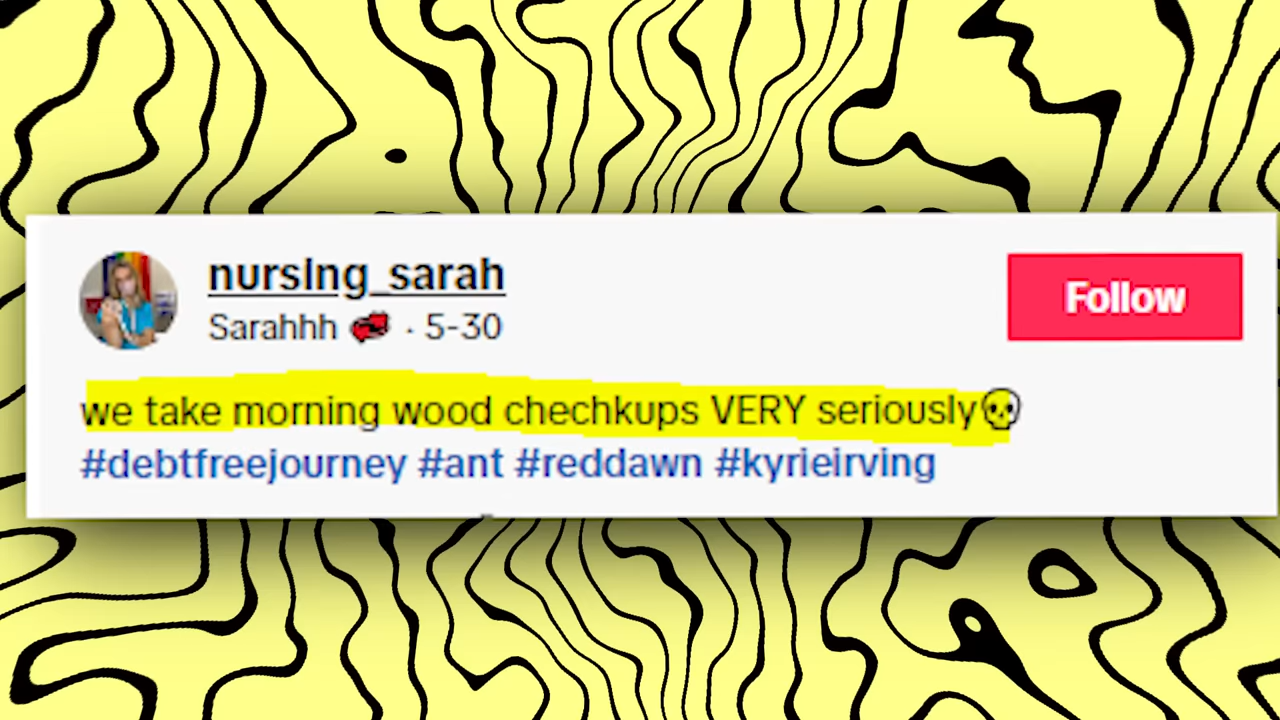 nursing_sarah
Sarahhh 💞 · 5-30
Follow
we take morning wood chechkups VERY seriously💀
#debtfreejourney #ant #reddawn #kyrieirving